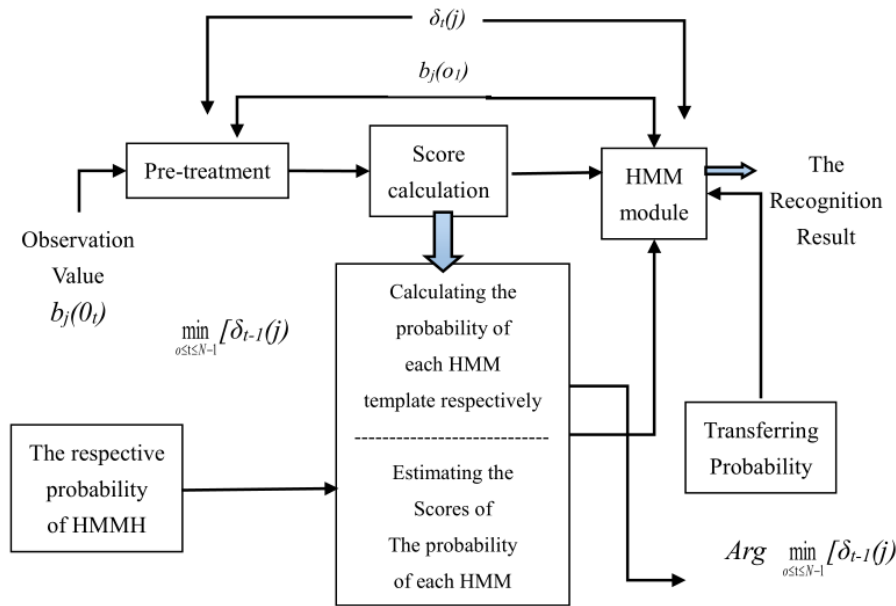 δt(j)
bj(o1)
Pre-treatment
Score
calculation
HMM
module
The
Recognition
Result
Observation
Value
bj(0t)
min [δt-1(j)
o≤t≤N-1
Calculating the
probability of
each HMM
template respectively
Estimating the
Scores of
The probability
of each HMM
The respective
probability
of HMMH
Transferring
Probability
Arg min [δt-1(j)
o≤t≤N-1